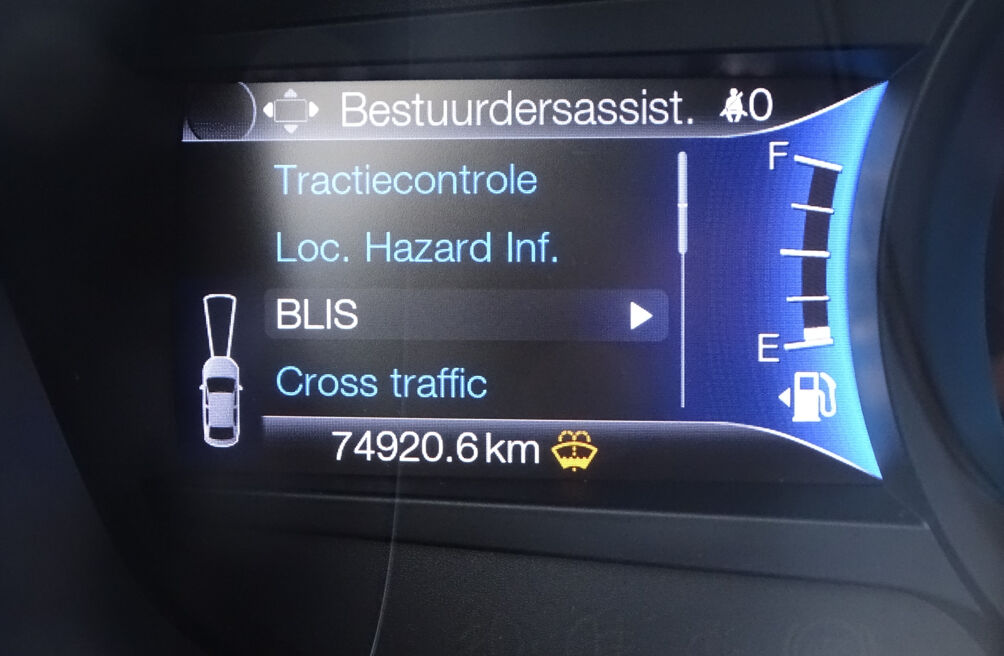 Bestuurdersassist. 0
Tractiecontrole
Loc. Hazard Inf.
BLIS
Cross traffic
74920.6 km
F
E